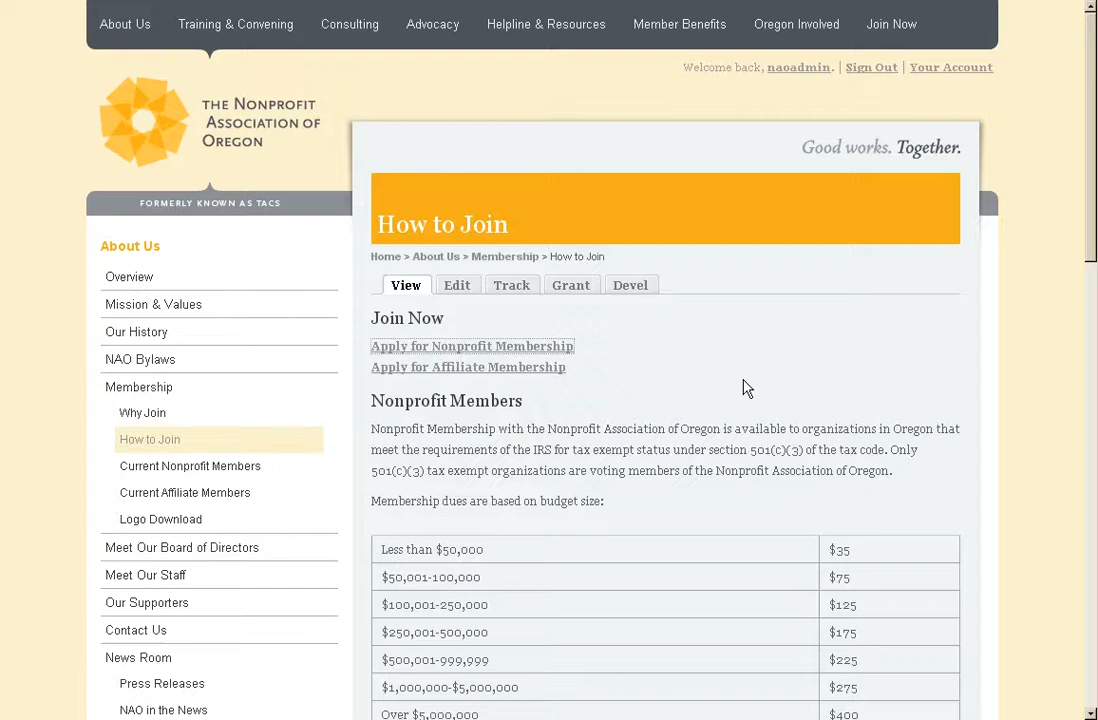 About Us Training & Convening Consulting Advocacy Helpline & Resources Member Benefits Oregon Involved Join Now
Welcome back, naoadmin. | Sign Out | Your Account
THE NONPROFIT
ASSOCIATION OF
OREGON
Good works. Together.
FORMERLY KNOWN AS TACS
How to Join
Home > About Us > Membership > How to Join
View Edit Track Grant Devel
Join Now
Apply for Nonprofit Membership
Apply for Affiliate Membership
Nonprofit Members
Nonprofit Membership with the Nonprofit Association of Oregon is available to organizations in Oregon that
meet the requirements of the IRS for tax exempt status under section 501(c)(3) of the tax code. Only
501(c)(3) tax exempt organizations are voting members of the Nonprofit Association of Oregon.
Membership dues are based on budget size:
Less than $50,000 $35
$50,001-100,000 $75
$100,001-250,000 $125
$250,001-500,000 $175
$500,001-999,999 $225
$1,000,000-$5,000,000 $275
Over $5,000,000 $400
About Us
Overview
Mission & Values
Our History
NAO Bylaws
Membership
Why Join
How to Join
Current Nonprofit Members
Current Affiliate Members
Logo Download
Meet Our Board of Directors
Meet Our Staff
Our Supporters
Contact Us
News Room
Press Releases
NAO in the News